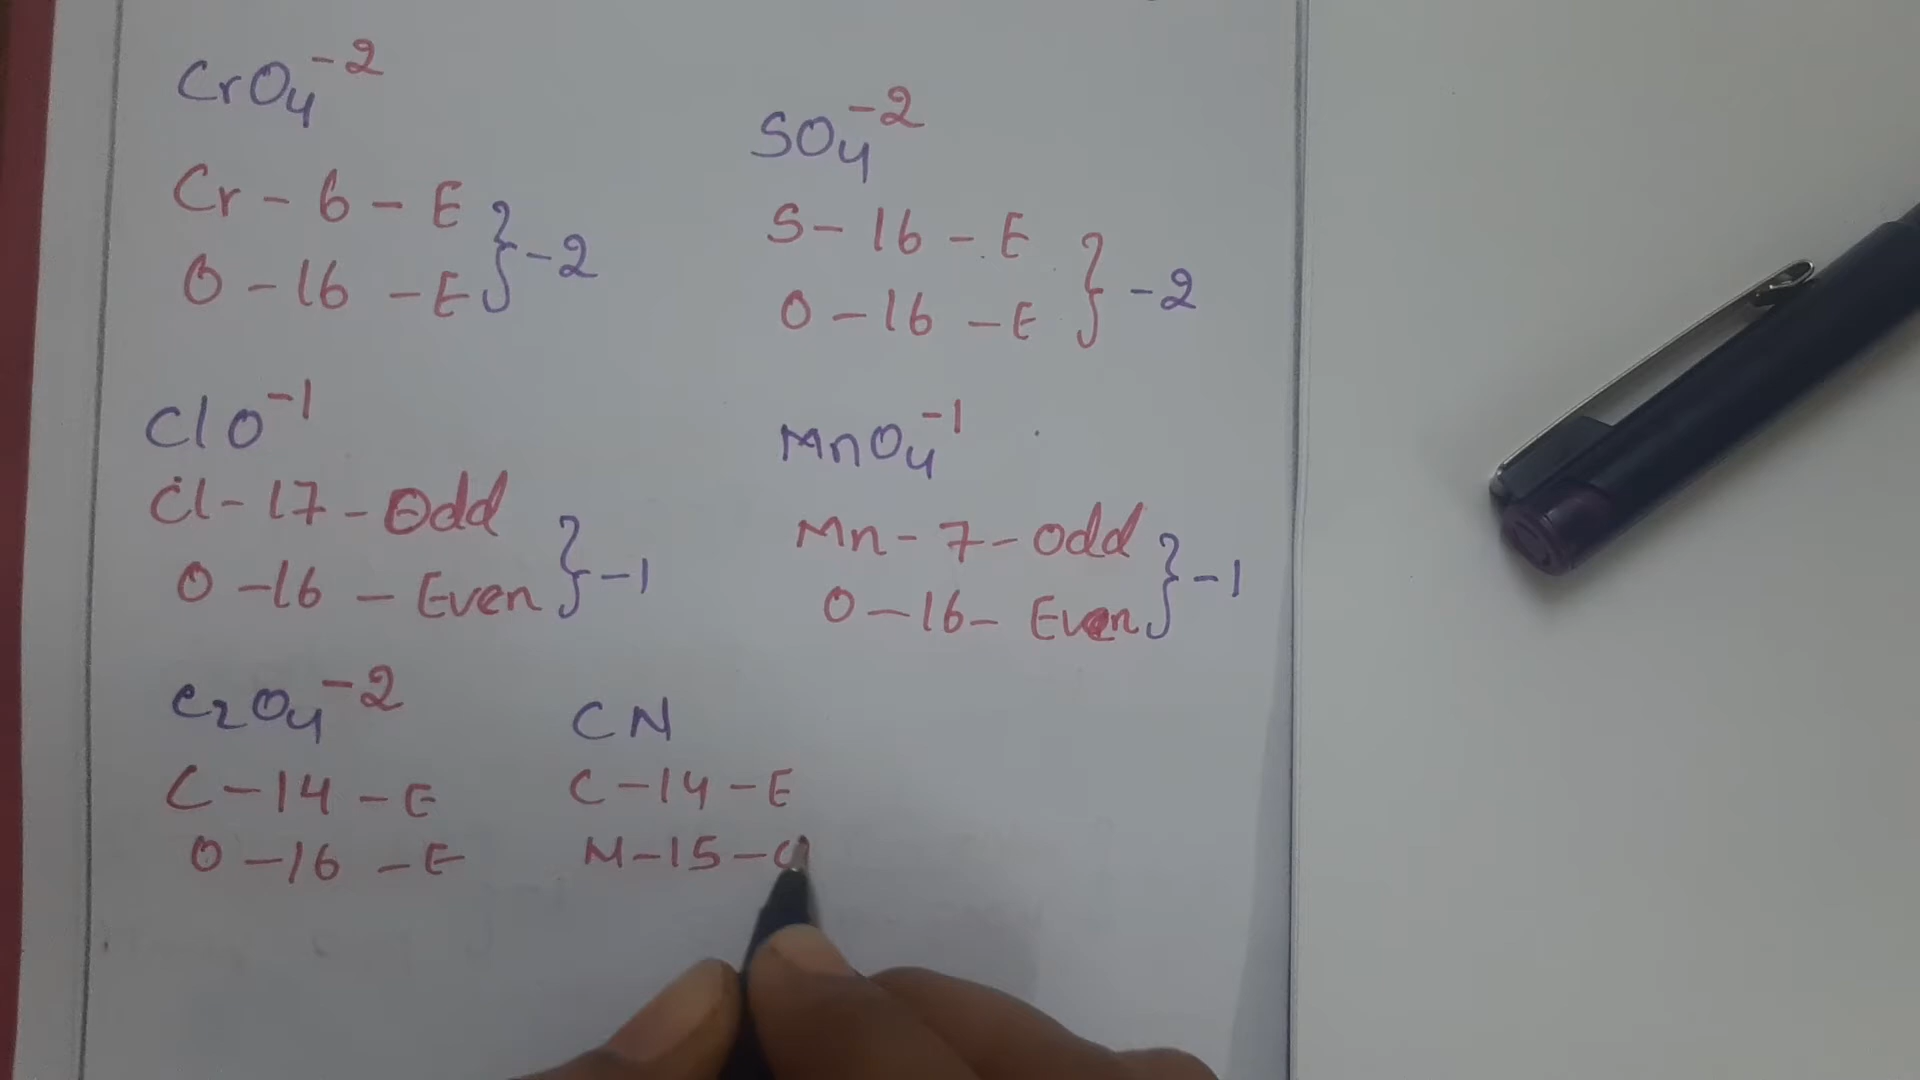 CrO4-2
Cr - 6 - E
O - 16 - E } -2
SO4-2
S - 16 - E
O - 16 - E } -2
ClO-1
Cl - 17 - Odd
O - 16 - Even } -1
MnO4-1
Mn - 7 - odd
O - 16 - Even } -1
C2O4-2
C - 14 - E
O - 16 - E
CN
C - 14 - E
N - 15 - O